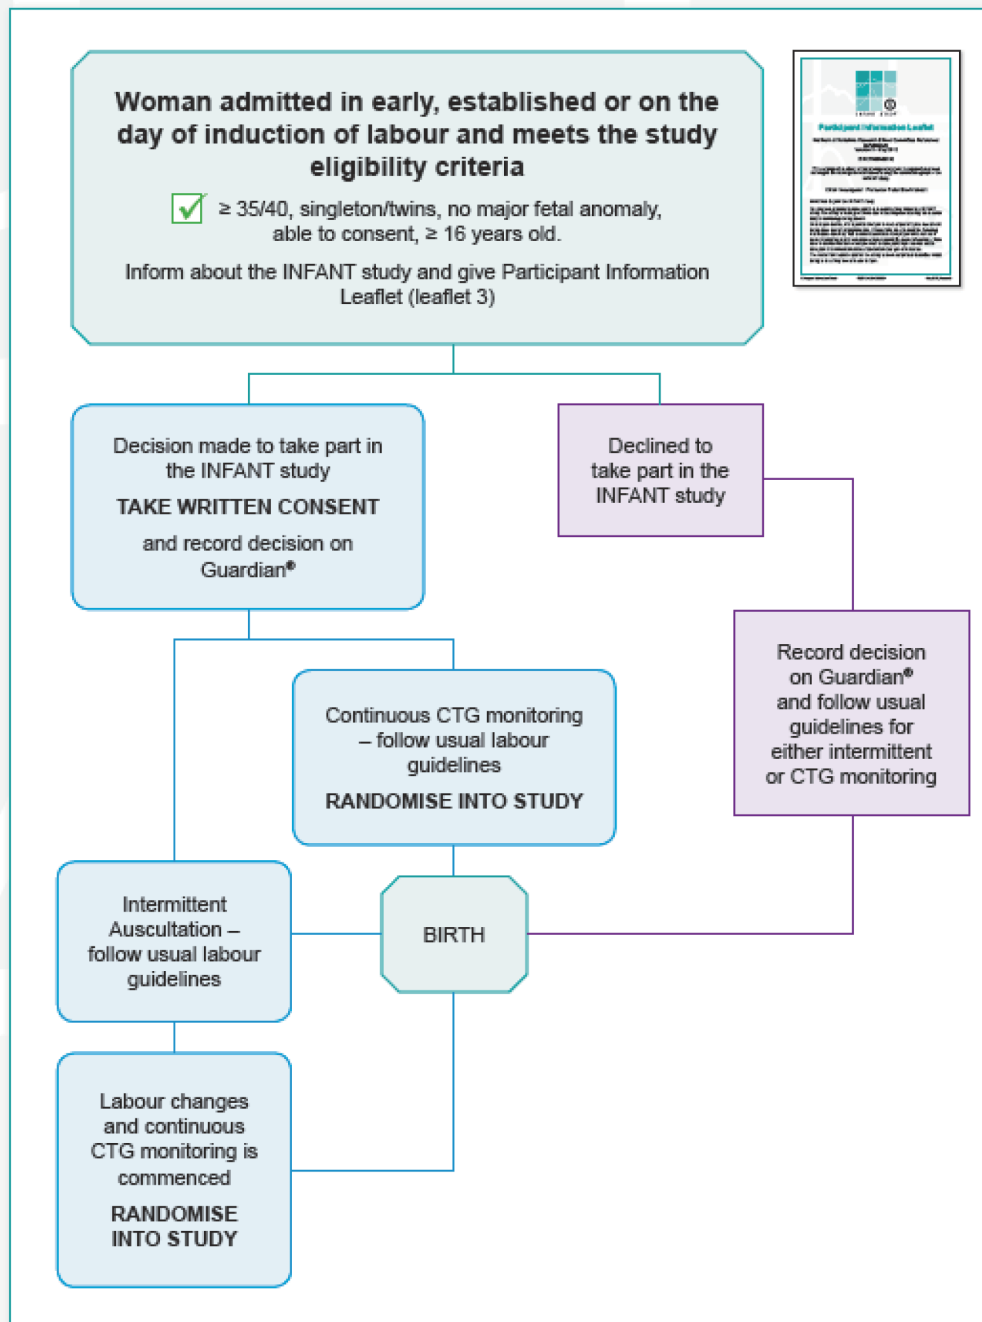 Woman admitted in early, established or on the
day of induction of labour and meets the study
eligibility criteria
≥ 35/40, singleton/twins, no major fetal anomaly,
able to consent, ≥ 16 years old.
Inform about the INFANT study and give Participant Information
Leaflet (leaflet 3)
Participant Information Leaflet
Decision made to take part in
the INFANT study
TAKE WRITTEN CONSENT
and record decision on
Guardian®
Declined to
take part in the
INFANT study
Record decision
on Guardian®
and follow usual
guidelines for
either intermittent
or CTG monitoring
Continuous CTG monitoring
– follow usual labour
guidelines
RANDOMISE INTO STUDY
Intermittent
Auscultation –
follow usual labour
guidelines
BIRTH
Labour changes
and continuous
CTG monitoring is
commenced
RANDOMISE
INTO STUDY